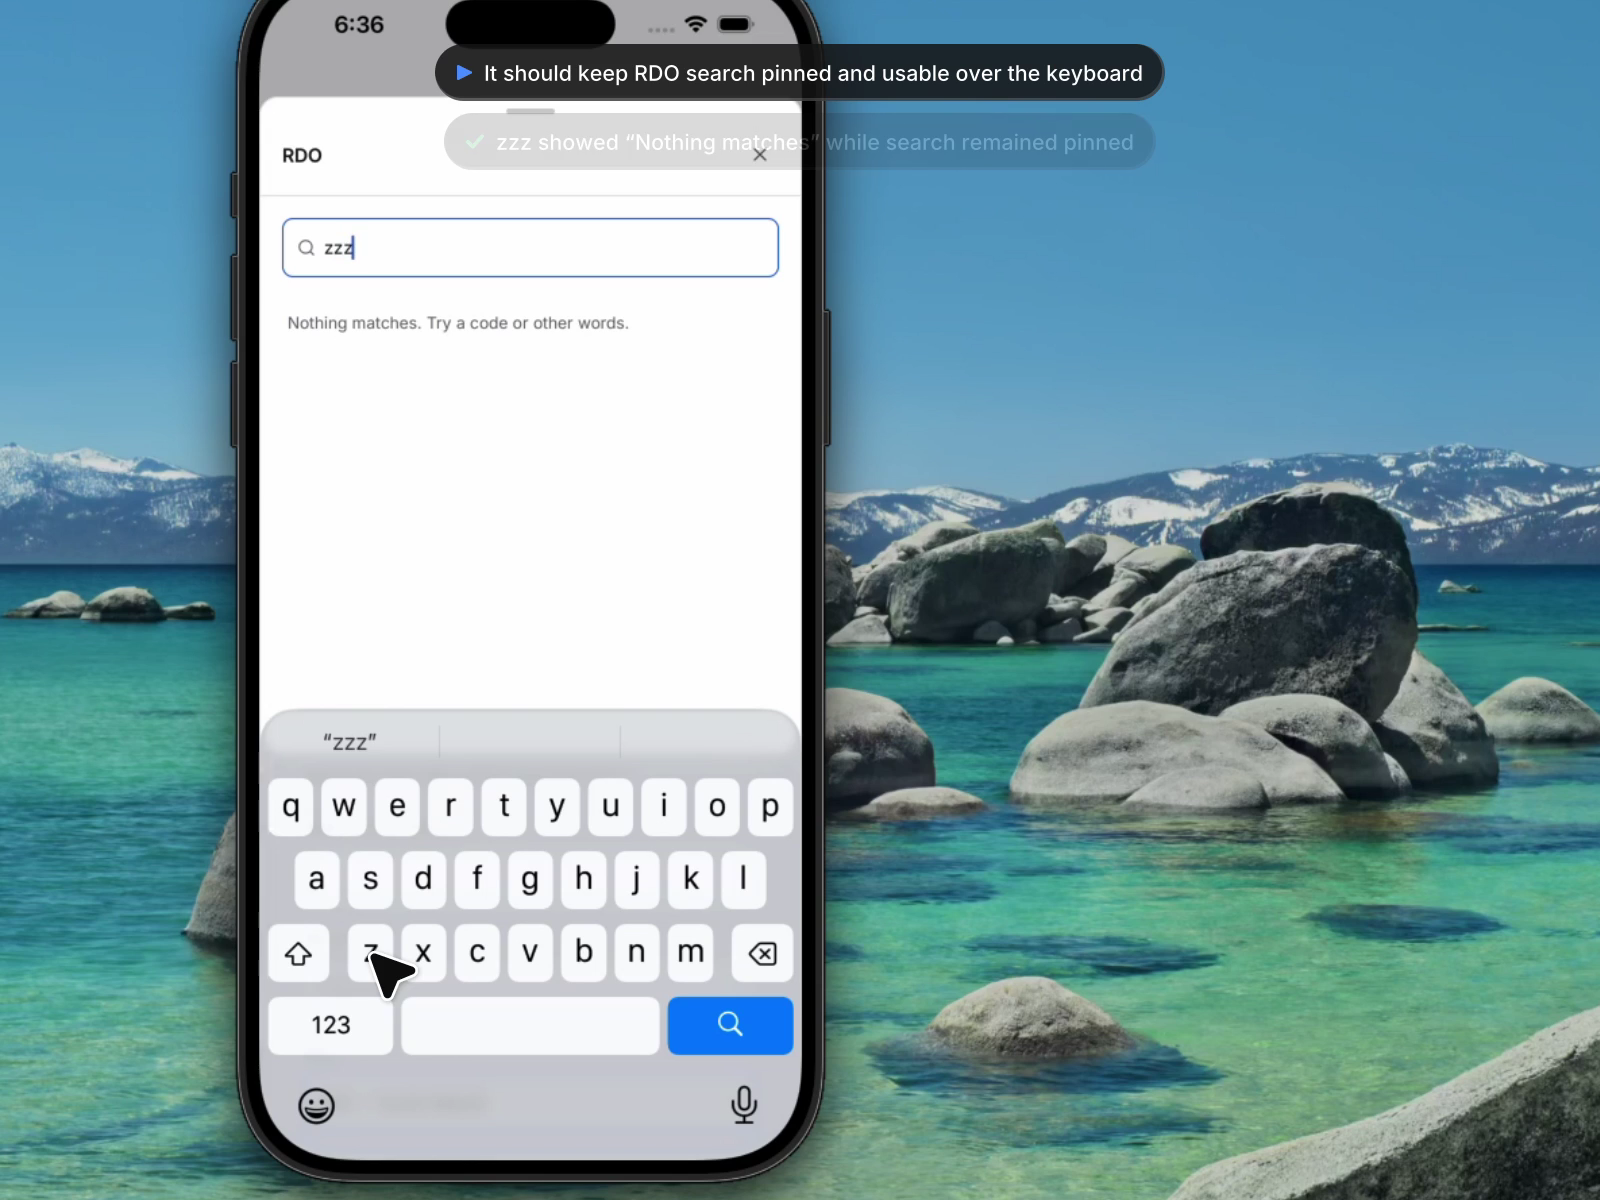 6:36
It should keep RDO search pinned and usable over the keyboard
zzz showed “Nothing matches” while search remained pinned
RDO
zzz
Nothing matches. Try a code or other words.
“zzz”
q w e r t y u i o p
a s d f g h j k l
z x c v b n m
123